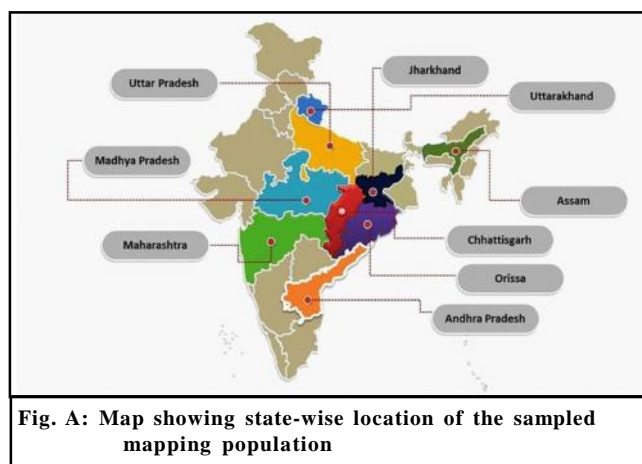 Jharkhand
Uttar Pradesh
Uttarakhand
Madhya Pradesh
Assam
Chhattisgarh
Maharashtra
Orissa
Andhra Pradesh
Fig. A: Map showing state-wise location of the sampled
mapping population